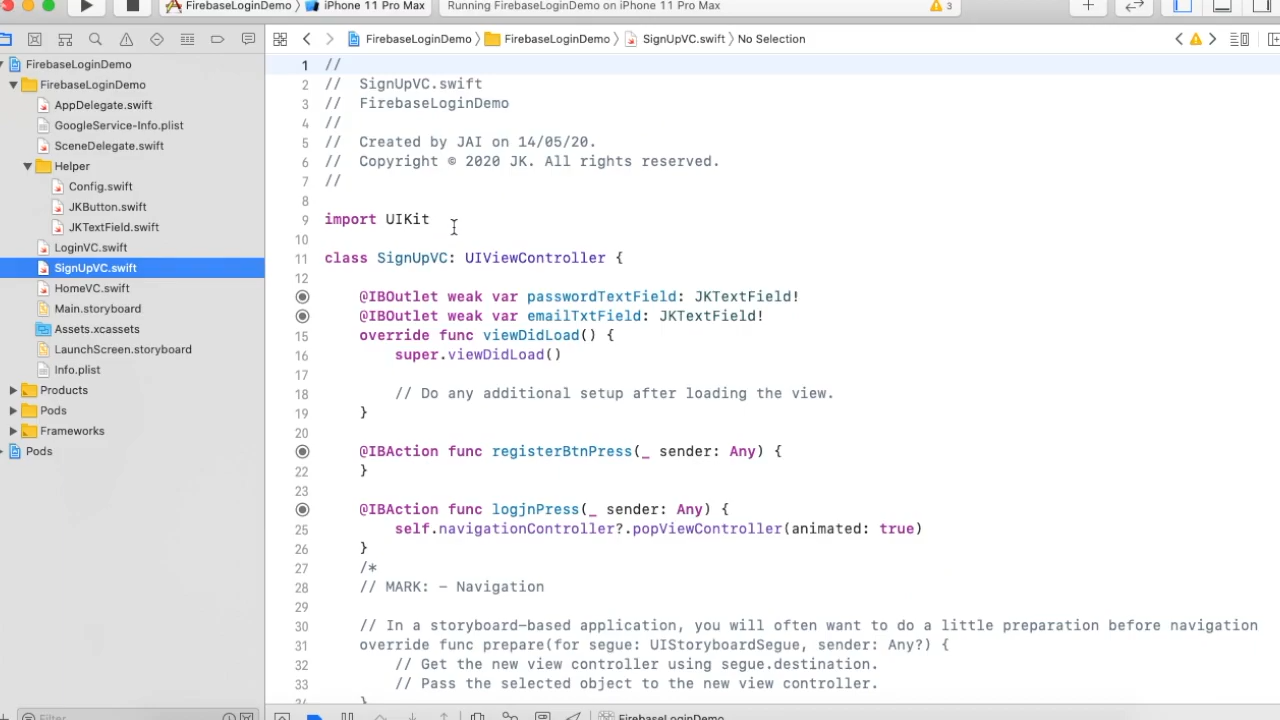 FirebaseLoginDemo
iPhone 11 Pro Max
Running FirebaseLoginDemo on iPhone 11 Pro Max
3
FirebaseLoginDemo
FirebaseLoginDemo
SignUpVC.swift
No Selection
FirebaseLoginDemo
FirebaseLoginDemo
AppDelegate.swift
GoogleService-Info.plist
SceneDelegate.swift
Helper
Config.swift
JKButton.swift
JKTextField.swift
LoginVC.swift
SignUpVC.swift
HomeVC.swift
Main.storyboard
Assets.xcassets
LaunchScreen.storyboard
Info.plist
Products
Pods
Frameworks
Pods
Filter
1 //
2 // SignUpVC.swift
3 // FirebaseLoginDemo
4 //
5 // Created by JAI on 14/05/20.
6 // Copyright © 2020 JK. All rights reserved.
7 //
8
9 import UIKit
10
11 class SignUpVC: UIViewController {
12
@IBOutlet weak var passwordTextField: JKTextField!
@IBOutlet weak var emailTxtField: JKTextField!
15 override func viewDidLoad() {
16 super.viewDidLoad()
17
18 // Do any additional setup after loading the view.
19 }
20
@IBAction func registerBtnPress(_ sender: Any) {
22 }
23
@IBAction func logjnPress(_ sender: Any) {
25 self.navigationController?.popViewController(animated: true)
26 }
27 /*
28 // MARK: - Navigation
29
30 // In a storyboard-based application, you will often want to do a little preparation before navigation
31 override func prepare(for segue: UIStoryboardSegue, sender: Any?) {
32 // Get the new view controller using segue.destination.
33 // Pass the selected object to the new view controller.
34 }
FirebaseLoginDemo